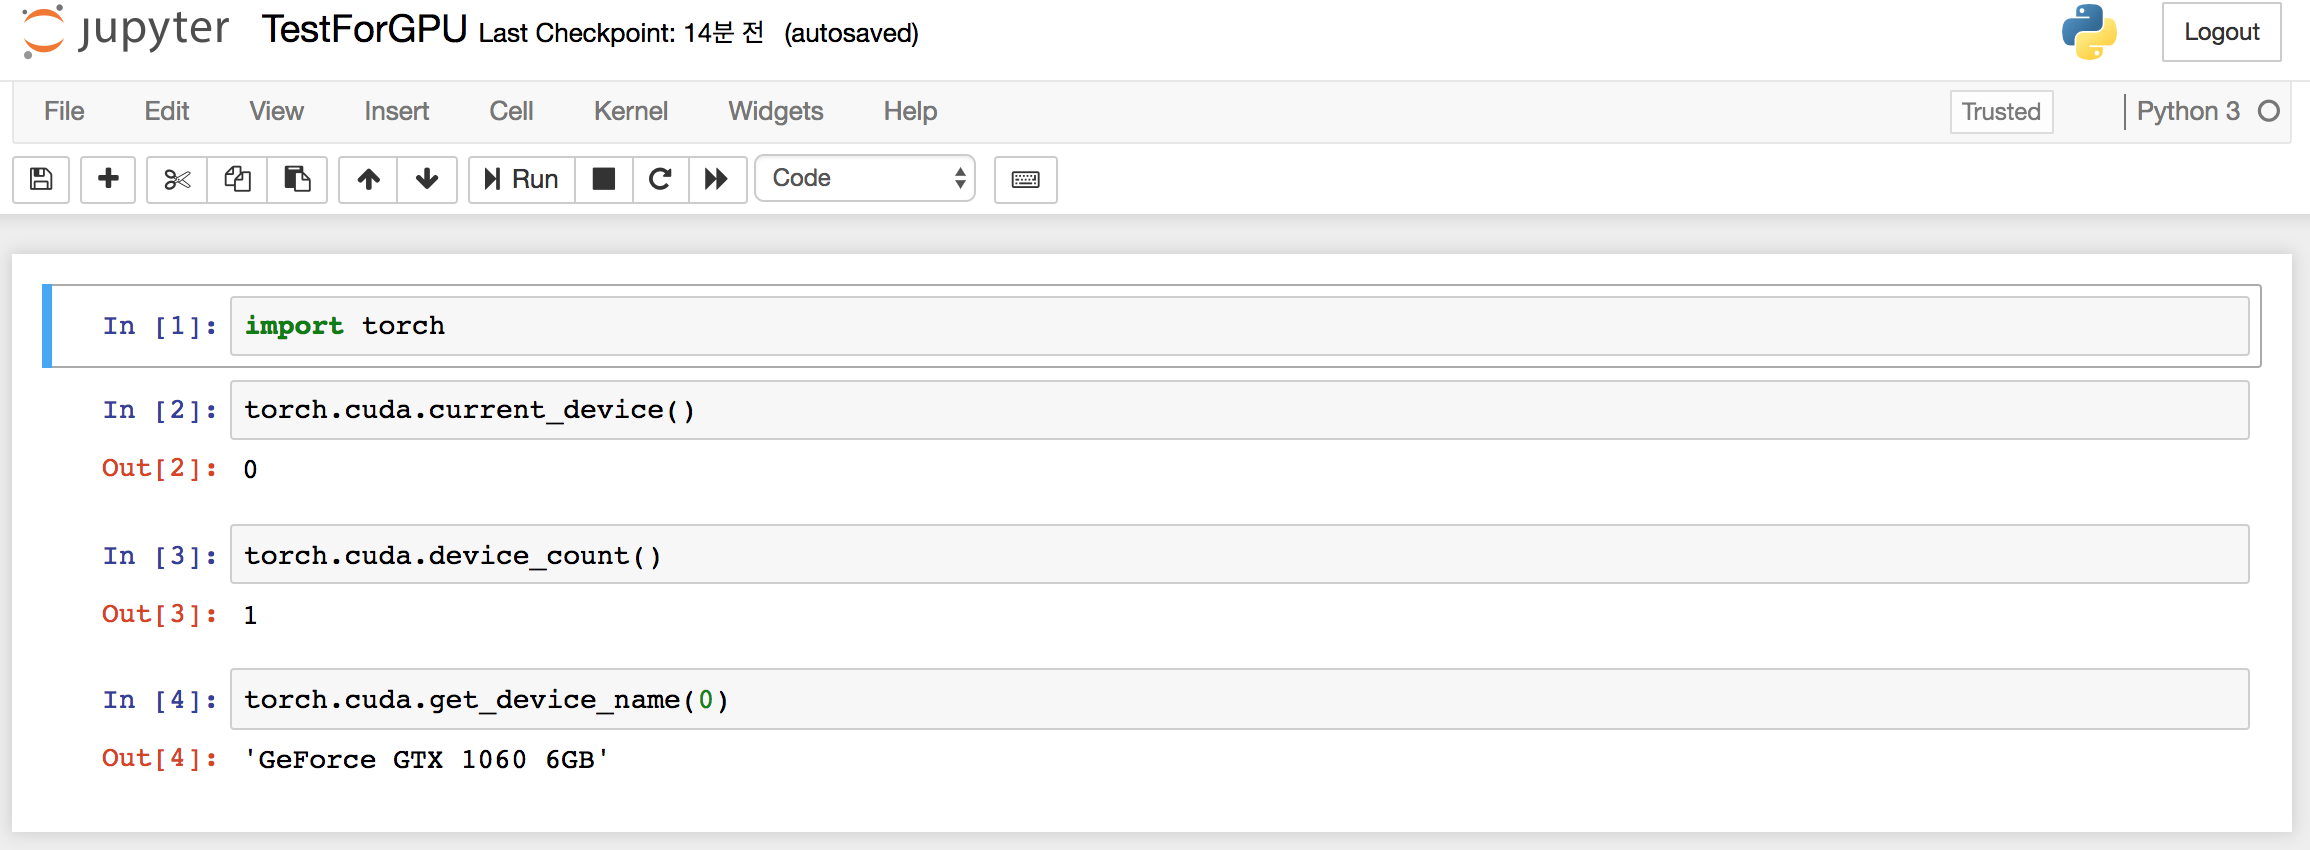 jupyter TestForGPU Last Checkpoint: 14분 전 (autosaved) Logout
File Edit View Insert Cell Kernel Widgets Help Trusted Python 3
Run Code
In [1]: import torch
In [2]: torch.cuda.current_device()
Out[2]: 0
In [3]: torch.cuda.device_count()
Out[3]: 1
In [4]: torch.cuda.get_device_name(0)
Out[4]: 'GeForce GTX 1060 6GB'